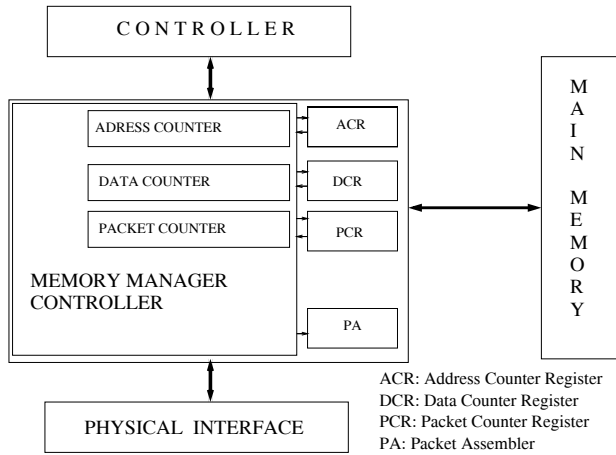 C O N T R O L L E R
ADRESS COUNTER
ACR
DATA COUNTER
DCR
PACKET COUNTER
PCR
MEMORY MANAGER
CONTROLLER
PA
PHYSICAL INTERFACE
M
A
I
N
M
E
M
O
R
Y
ACR: Address Counter Register
DCR: Data Counter Register
PCR: Packet Counter Register
PA: Packet Assembler